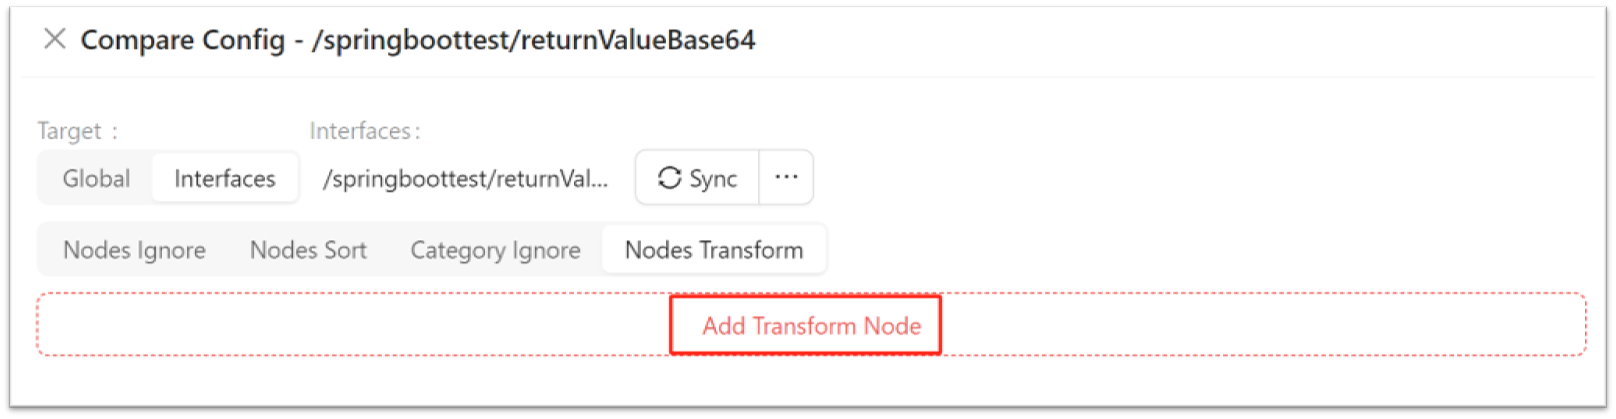 Compare Config - /springboottest/returnValueBase64
Target :
Interfaces:
Global Interfaces /springboottest/returnVal... Sync ...
Nodes Ignore Nodes Sort Category Ignore Nodes Transform
Add Transform Node